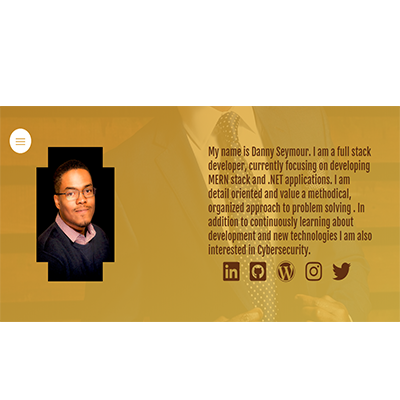 My name is Danny Seymour. I am a full stack
developer, currently focusing on developing
MERN stack and .NET applications. I am
detail oriented and value a methodical,
organized approach to problem solving . In
addition to continuously learning about
development and new technologies I am also
interested in Cybersecurity.